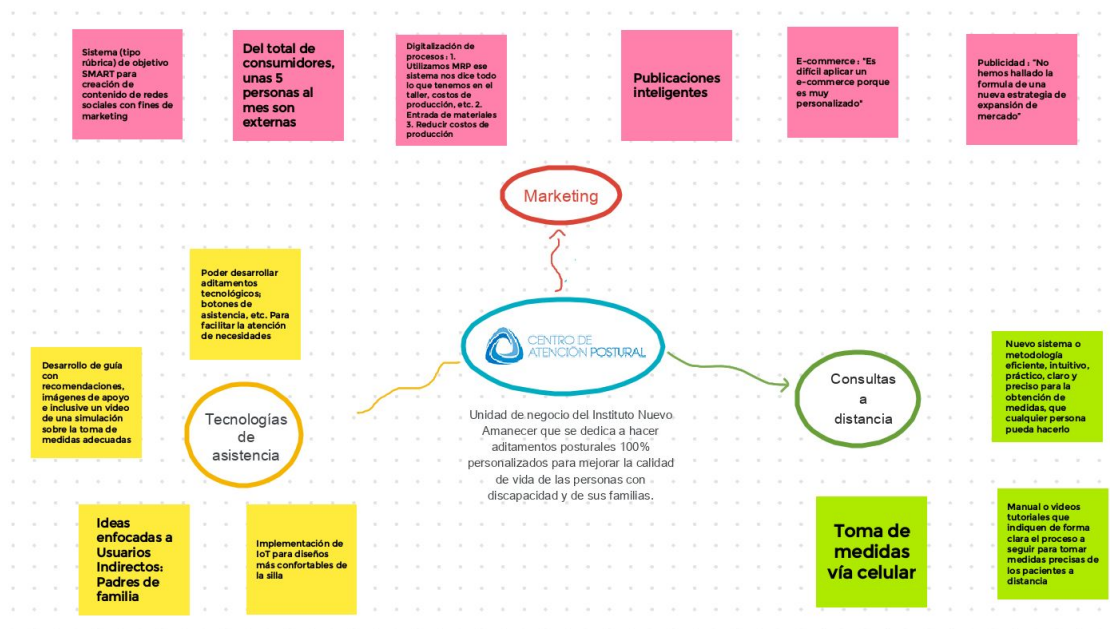 Sistema (tipo
rúbrica) de objetivo
SMART para
creación de
contenido de redes
sociales con fines de
marketing
Del total de
consumidores,
unas 5
personas al
mes son
externas
Digitalización de
procesos : 1.
Utilizamos MRP ese
sistema nos dice todo
lo que tenemos en el
taller, costos de
producción, etc. 2.
Entrada de materiales
3. Reducir costos de
producción
Publicaciones
inteligentes
E-commerce : "Es
difícil aplicar un
e-commerce porque
es muy
personalizado"
Publicidad : "No
hemos hallado la
formula de una
nueva estrategia de
expansión de
mercado"
Marketing
Poder desarrollar
aditamentos
tecnológicos;
botones de
asistencia, etc. Para
facilitar la atención
de necesidades
CENTRO DE
ATENCIÓN POSTURAL
Desarrollo de guía
con
recomendaciones,
imágenes de apoyo
e inclusive un video
de una simulación
sobre la toma de
medidas adecuadas
Tecnologías
de
asistencia
Unidad de negocio del Instituto Nuevo
Amanecer que se dedica a hacer
aditamentos posturales 100%
personalizados para mejorar la calidad
de vida de las personas con
discapacidad y de sus familias.
Consultas
a
distancia
Nuevo sistema o
metodología
eficiente, intuitivo,
práctico, claro y
preciso para la
obtención de
medidas, que
cualquier persona
pueda hacerlo
Ideas
enfocadas a
Usuarios
Indirectos:
Padres de
familia
Implementación de
IoT para diseños
más confortables de
la silla
Toma de
medidas
vía celular
Manual o videos
tutoriales que
indiquen de forma
clara el proceso a
seguir para tomar
medidas precisas de
los pacientes a
distancia